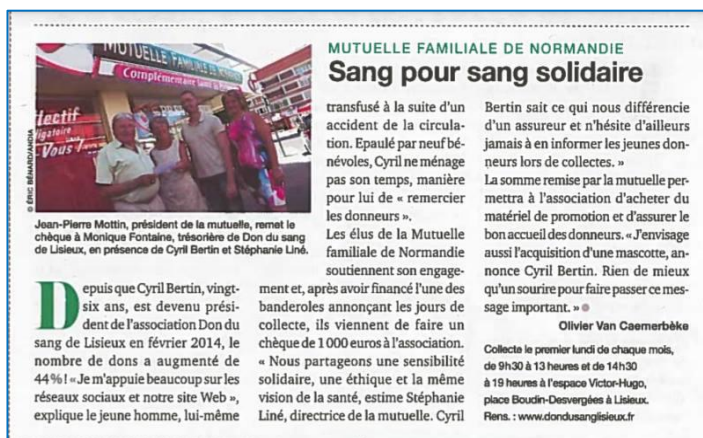 MUTUELLE FAMILIALE DE NORMANDIE
Sang pour sang solidaire
MUTUELLE FAMILIALE DE NORMANDIE
Complémentaire Santé
llectif
ligatoire
Vous ?
© ÉRIC BÉNARD/ANDIA
Jean-Pierre Mottin, président de la mutuelle, remet le
chèque à Monique Fontaine, trésorière de Don du sang
de Lisieux, en présence de Cyril Bertin et Stéphanie Liné.
Depuis que Cyril Bertin, vingt-
six ans, est devenu prési-
dent de l'association Don du
sang de Lisieux en février 2014, le
nombre de dons a augmenté de
44 % ! « Je m'appuie beaucoup sur les
réseaux sociaux et notre site Web »,
explique le jeune homme, lui-même
transfusé à la suite d'un
accident de la circula-
tion. Epaulé par neuf bé-
névoles, Cyril ne ménage
pas son temps, manière
pour lui de « remercier
les donneurs ».
Les élus de la Mutuelle
familiale de Normandie
soutiennent son engage-
ment et, après avoir financé l'une des
banderoles annonçant les jours de
collecte, ils viennent de faire un
chèque de 1 000 euros à l'association.
« Nous partageons une sensibilité
solidaire, une éthique et la même
vision de la santé, estime Stéphanie
Liné, directrice de la mutuelle. Cyril
Bertin sait ce qui nous différencie
d'un assureur et n'hésite d'ailleurs
jamais à en informer les jeunes don-
neurs lors de collectes. »
La somme remise par la mutuelle per-
mettra à l'association d'acheter du
matériel de promotion et d'assurer le
bon accueil des donneurs. « J'envisage
aussi l'acquisition d'une mascotte, an-
nonce Cyril Bertin. Rien de mieux
qu'un sourire pour faire passer ce mes-
sage important. »
Olivier Van Caemerbèke
Collecte le premier lundi de chaque mois,
de 9h30 à 13 heures et de 14h30
à 19 heures à l'espace Victor-Hugo,
place Boudin-Desvergées à Lisieux.
Rens. : www.dondusanglisieux.fr